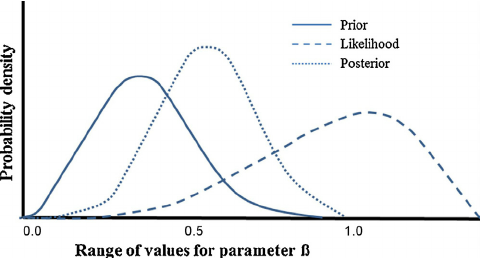 Prior
Likelihood
Posterior
Probability density
0.0 0.5 1.0
Range of values for parameter ß